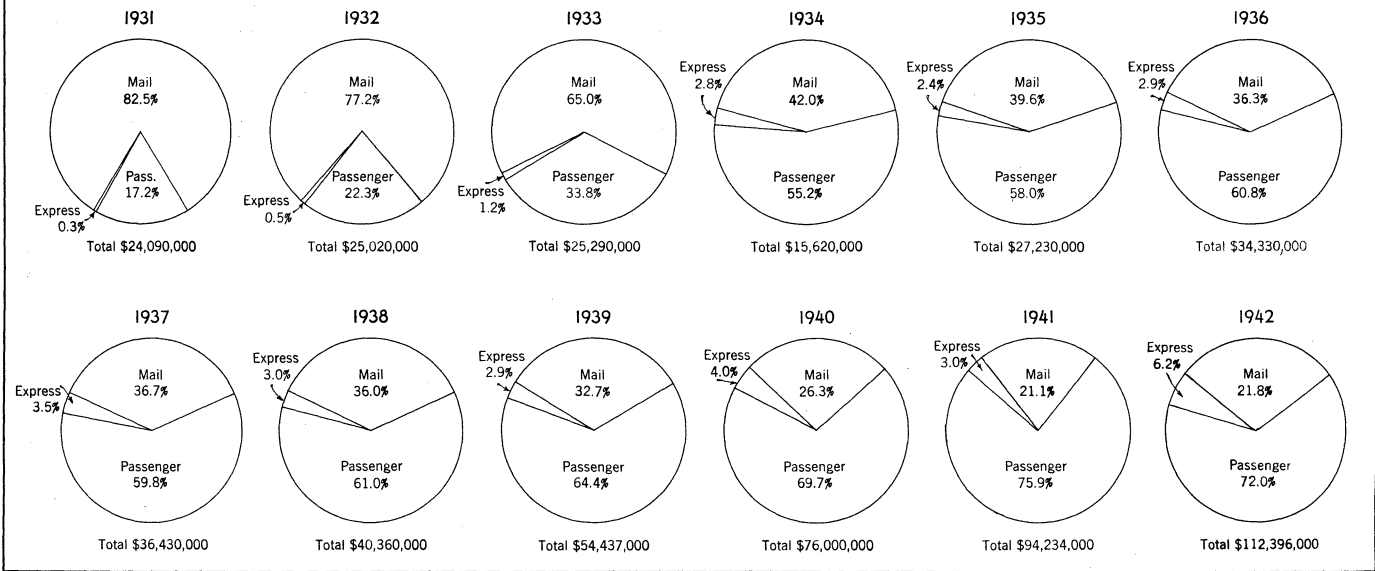 1931
Mail
82.5%
Pass.
17.2%
Express
0.3%
Total $24,090,000
1932
Mail
77.2%
Passenger
22.3%
Express
0.5%
Total $25,020,000
1933
Mail
65.0%
Passenger
33.8%
Express
1.2%
Total $25,290,000
1934
Express
2.8%
Mail
42.0%
Passenger
55.2%
Total $15,620,000
1935
Express
2.4%
Mail
39.6%
Passenger
58.0%
Total $27,230,000
1936
Express
2.9%
Mail
36.3%
Passenger
60.8%
Total $34,330,000
1937
Express
3.5%
Mail
36.7%
Passenger
59.8%
Total $36,430,000
1938
Express
3.0%
Mail
36.0%
Passenger
61.0%
Total $40,360,000
1939
Express
2.9%
Mail
32.7%
Passenger
64.4%
Total $54,437,000
1940
Express
4.0%
Mail
26.3%
Passenger
69.7%
Total $76,000,000
1941
Express
3.0%
Mail
21.1%
Passenger
75.9%
Total $94,234,000
1942
Express
6.2%
Mail
21.8%
Passenger
72.0%
Total $112,396,000